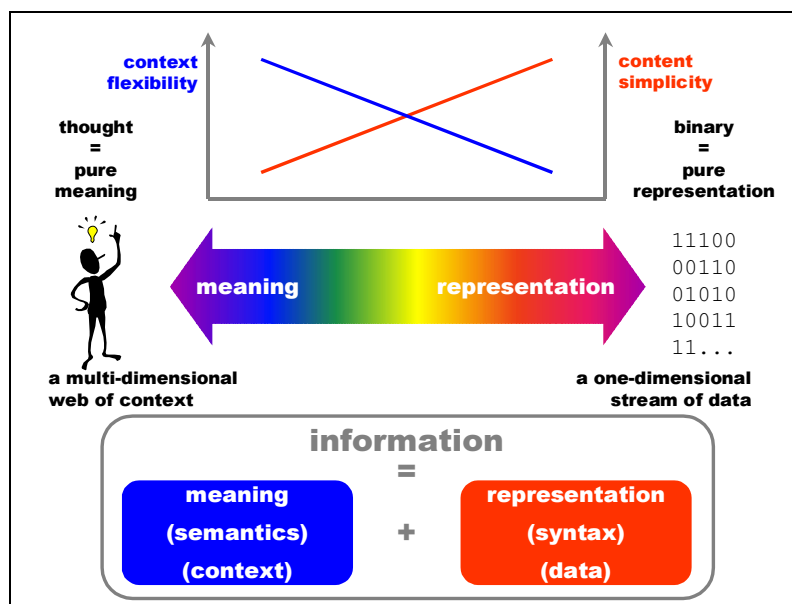 context
flexibility
content
simplicity
thought
=
pure
meaning
binary
=
pure
representation
11100
00110
01010
10011
11...
meaning
representation
a multi-dimensional
web of context
a one-dimensional
stream of data
information
=
meaning
(semantics)
(context)
+
representation
(syntax)
(data)